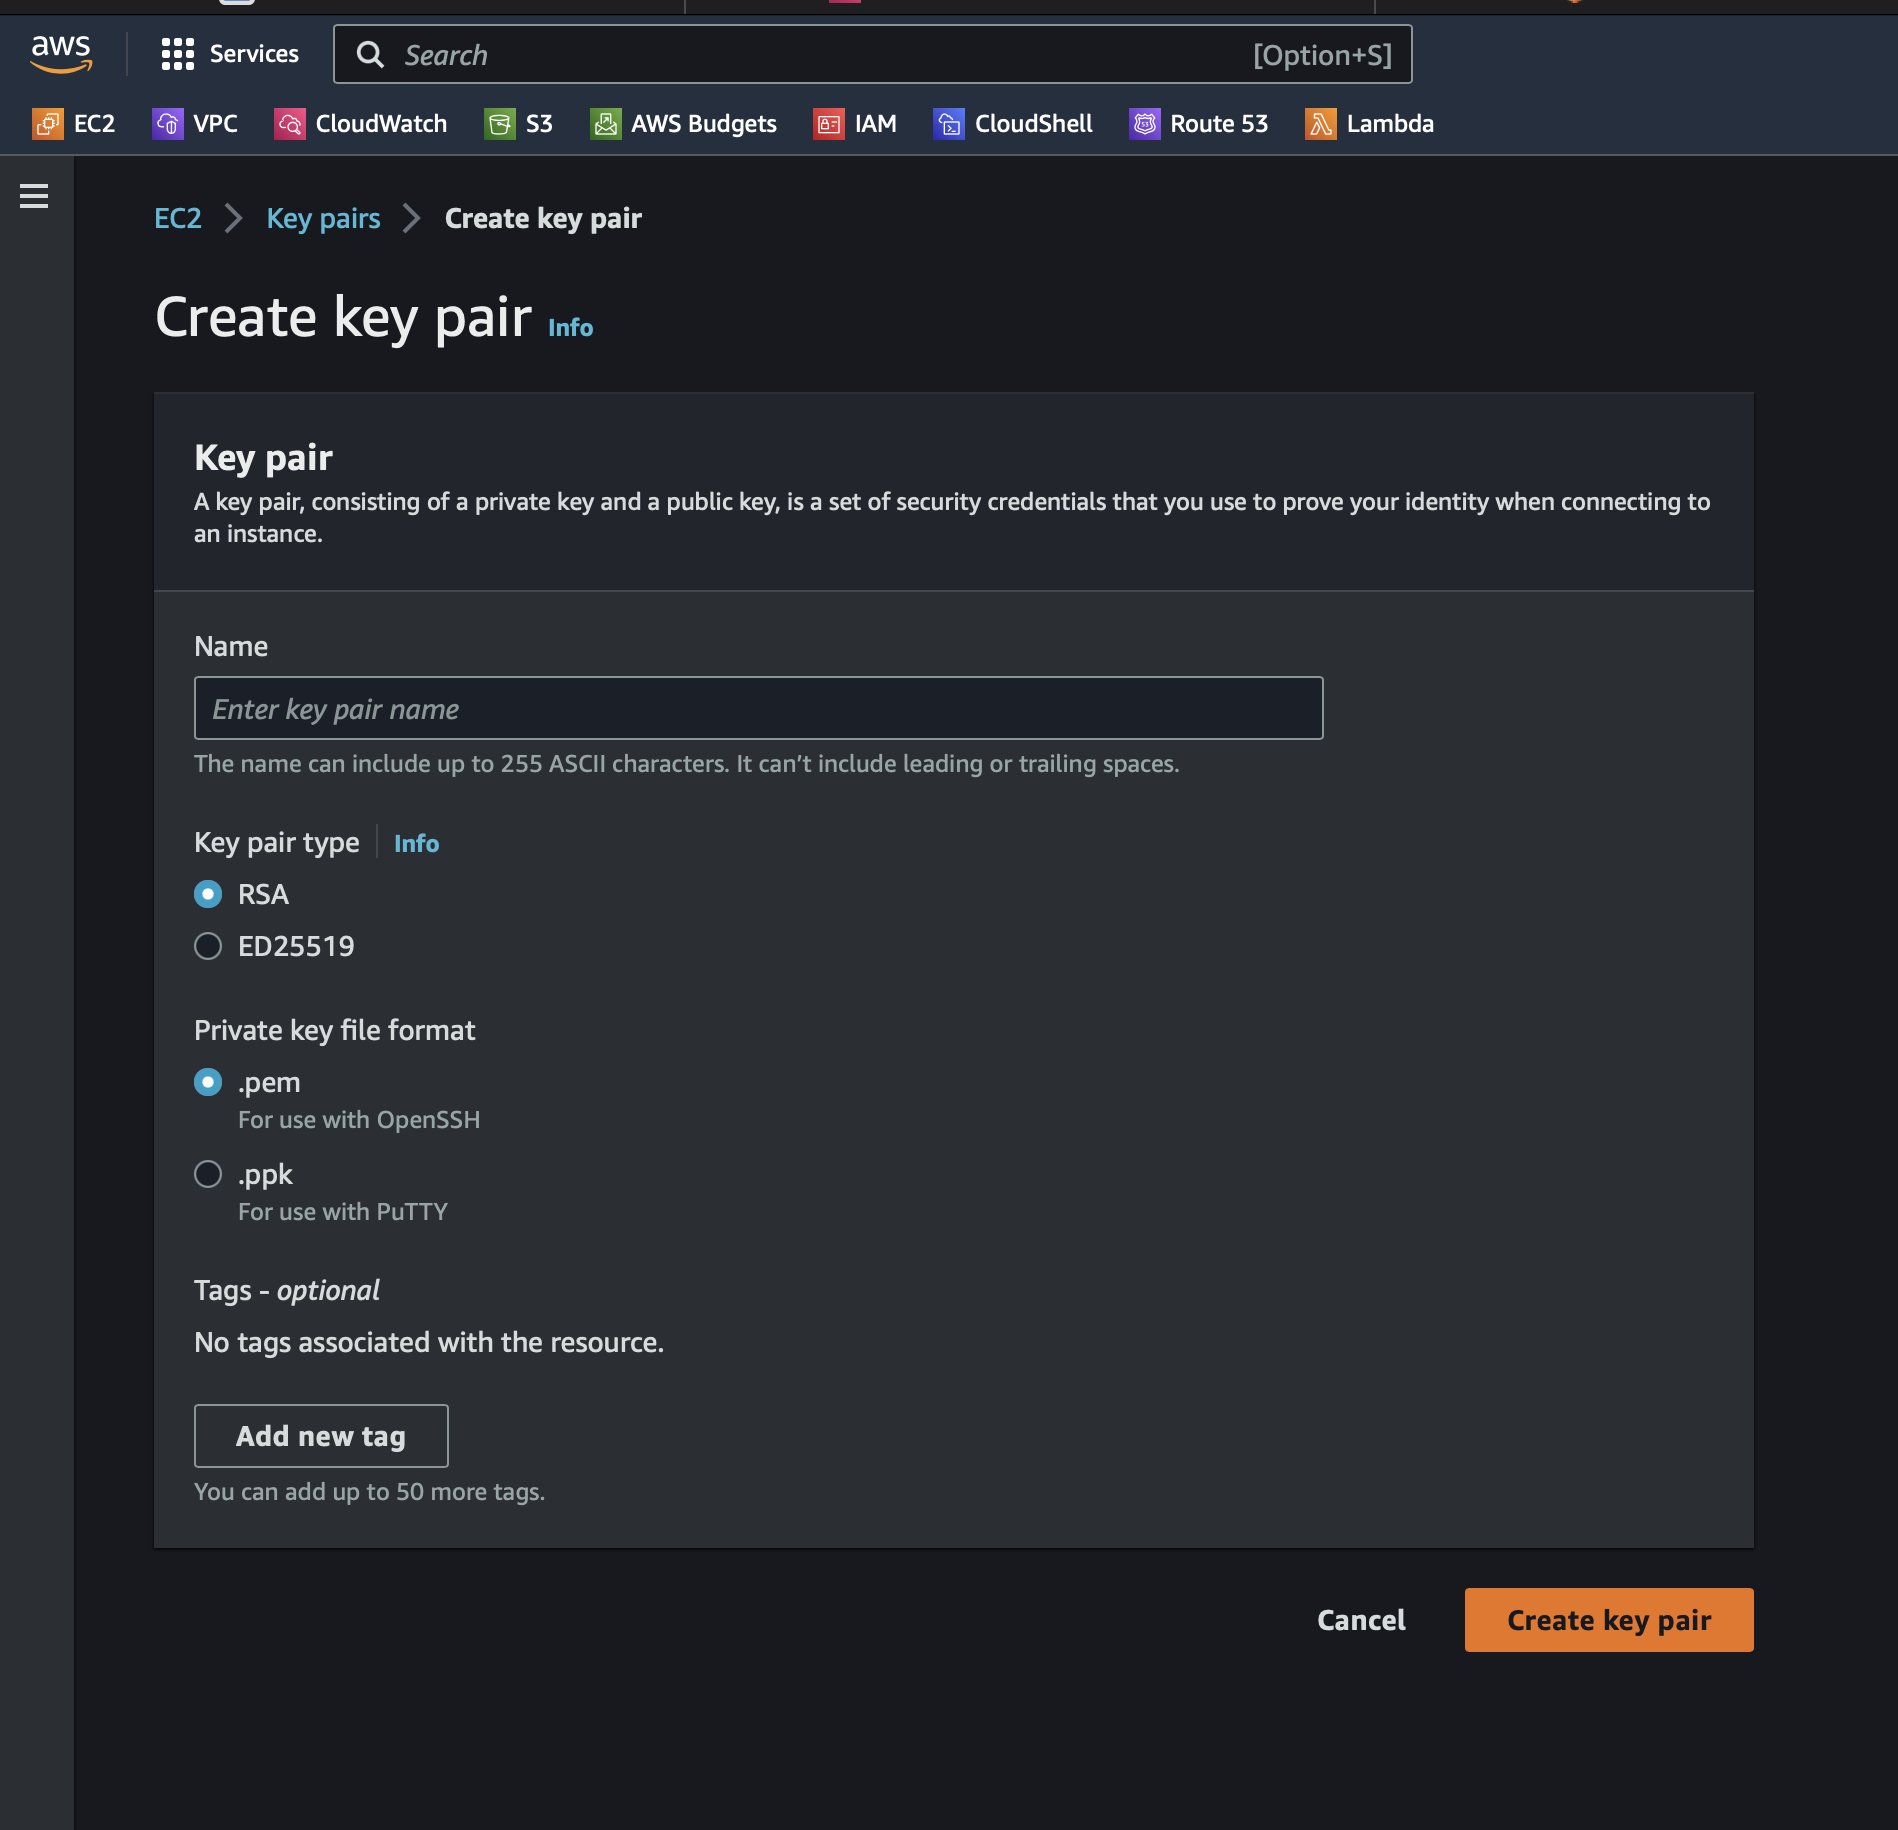 aws
Services
Search
[Option+S]
EC2
VPC
CloudWatch
S3
AWS Budgets
IAM
CloudShell
Route 53
Lambda
EC2
Key pairs
Create key pair
Create key pair
Info
Key pair
A key pair, consisting of a private key and a public key, is a set of security credentials that you use to prove your identity when connecting to
an instance.
Name
Enter key pair name
The name can include up to 255 ASCII characters. It can’t include leading or trailing spaces.
Key pair type
Info
RSA
ED25519
Private key file format
.pem
For use with OpenSSH
.ppk
For use with PuTTY
Tags - optional
No tags associated with the resource.
Add new tag
You can add up to 50 more tags.
Cancel
Create key pair